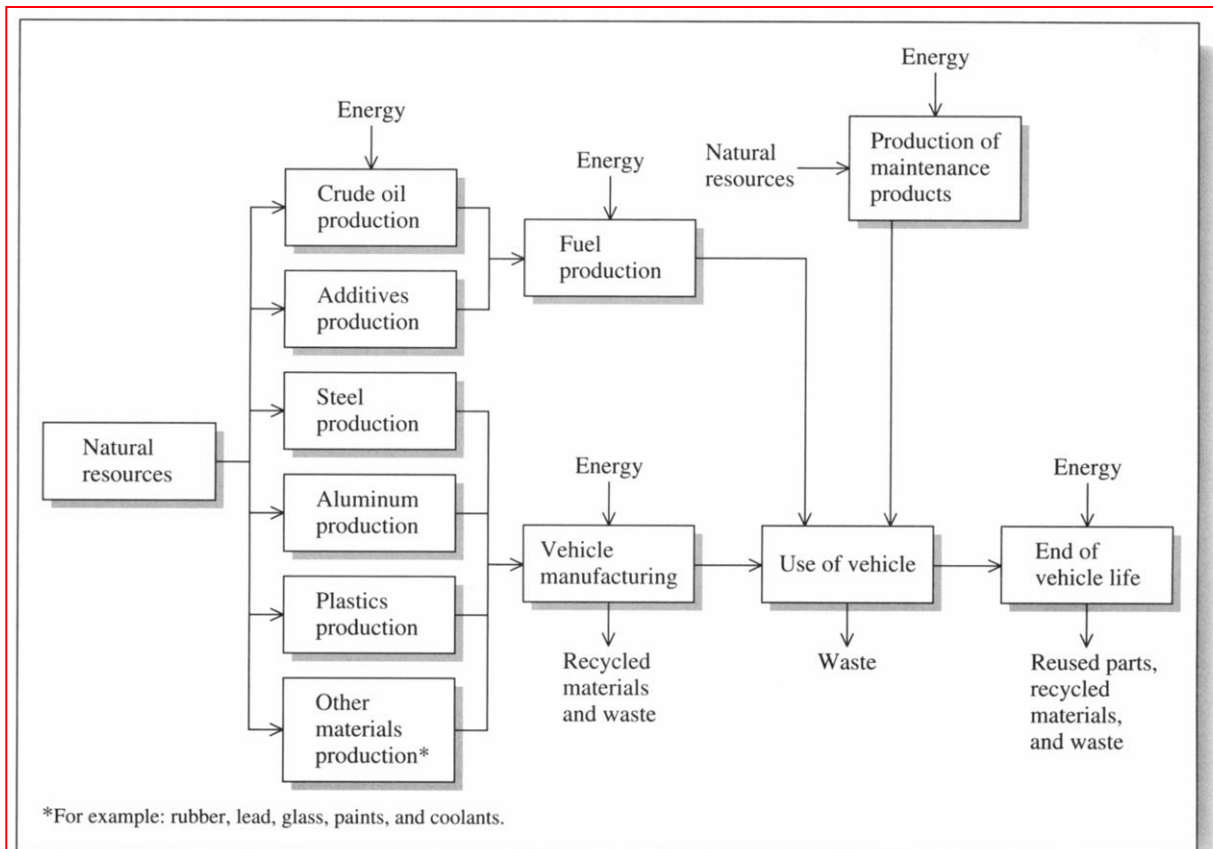 Energy
Energy
Energy
Natural
resources
Production of
maintenance
products
Crude oil
production
Fuel
production
Additives
production
Steel
production
Natural
resources
Aluminum
production
Energy
Energy
Vehicle
manufacturing
Use of vehicle
End of
vehicle life
Plastics
production
Recycled
materials
and waste
Waste
Reused parts,
recycled
materials,
and waste
Other
materials
production*
*For example: rubber, lead, glass, paints, and coolants.